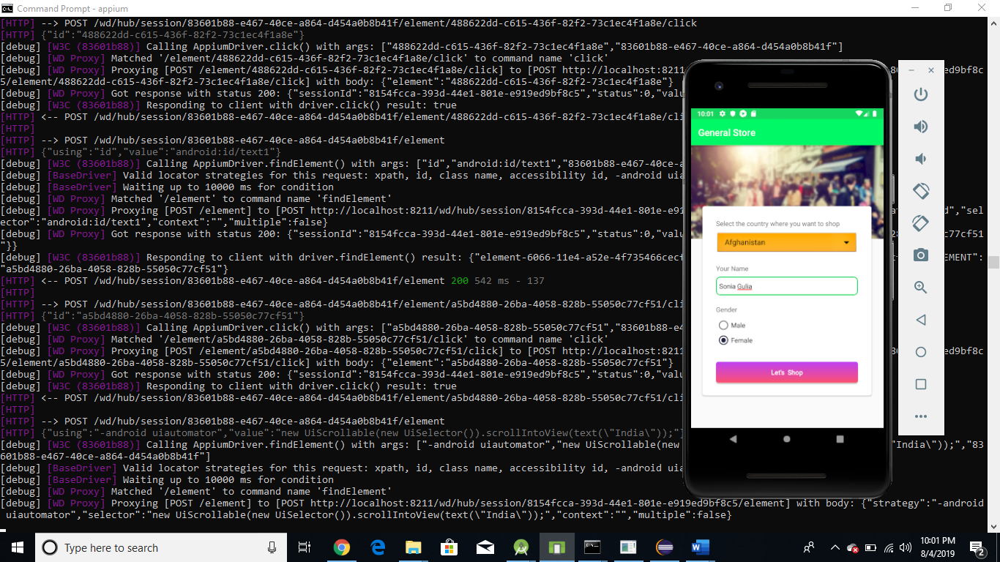 Command Prompt - appium
[HTTP] --> POST /wd/hub/session/83601b88-e467-40ce-a864-d454a0b8b41f/element/488622dd-c615-436f-82f2-73c1ec4f1a8e/click
[HTTP] {"id":"488622dd-c615-436f-82f2-73c1ec4f1a8e"}
[debug] [W3C (83601b88)] Calling AppiumDriver.click() with args: ["488622dd-c615-436f-82f2-73c1ec4f1a8e","83601b88-e467-40ce-a864-d454a0b8b41f"]
[debug] [WD Proxy] Matched '/element/488622dd-c615-436f-82f2-73c1ec4f1a8e/click' to command name 'click'
[debug] [WD Proxy] Proxying [POST /element/488622dd-c615-436f-82f2-73c1ec4f1a8e/click] to [POST http://localhost:8211 ed9bf8c
5/element/488622dd-c615-436f-82f2-73c1ec4f1a8e/click] with body: {"element":"488622dd-c615-436f-82f2-73c1ec4f1a8e"}
[debug] [WD Proxy] Got response with status 200: {"sessionId":"8154fcca-393d-44e1-801e-e919ed9bf8c5","status":0,"valu
[debug] [W3C (83601b88)] Responding to client with driver.click() result: true
[HTTP] <-- POST /wd/hub/session/83601b88-e467-40ce-a864-d454a0b8b41f/element/488622dd-c615-436f-82f2-73c1ec4f1a8e/cli
[HTTP]
[HTTP] --> POST /wd/hub/session/83601b88-e467-40ce-a864-d454a0b8b41f/element
[HTTP] {"using":"id","value":"android:id/text1"}
[debug] [W3C (83601b88)] Calling AppiumDriver.findElement() with args: ["id","android:id/text1","83601b88-e467-40ce-a
[debug] [BaseDriver] Valid locator strategies for this request: xpath, id, class name, accessibility id, -android uia
[debug] [BaseDriver] Waiting up to 10000 ms for condition
[debug] [WD Proxy] Matched '/element' to command name 'findElement'
[debug] [WD Proxy] Proxying [POST /element] to [POST http://localhost:8211/wd/hub/session/8154fcca-393d-44e1-801e-e91 d","sel
ector":"android:id/text1","context":"","multiple":false}
[debug] [WD Proxy] Got response with status 200: {"sessionId":"8154fcca-393d-44e1-801e-e919ed9bf8c5","status":0,"valu c77cf51
"}}
[debug] [W3C (83601b88)] Responding to client with driver.findElement() result: {"element-6066-11e4-a52e-4f735466cecf EMENT":
"a5bd4880-26ba-4058-828b-55050c77cf51"}
[HTTP] <-- POST /wd/hub/session/83601b88-e467-40ce-a864-d454a0b8b41f/element 200 542 ms - 137
[HTTP]
[HTTP] --> POST /wd/hub/session/83601b88-e467-40ce-a864-d454a0b8b41f/element/a5bd4880-26ba-4058-828b-55050c77cf51/cli
[HTTP] {"id":"a5bd4880-26ba-4058-828b-55050c77cf51"}
[debug] [W3C (83601b88)] Calling AppiumDriver.click() with args: ["a5bd4880-26ba-4058-828b-55050c77cf51","83601b88-e4
[debug] [WD Proxy] Matched '/element/a5bd4880-26ba-4058-828b-55050c77cf51/click' to command name 'click'
[debug] [WD Proxy] Proxying [POST /element/a5bd4880-26ba-4058-828b-55050c77cf51/click] to [POST http://localhost:8211 ed9bf8c
5/element/a5bd4880-26ba-4058-828b-55050c77cf51/click] with body: {"element":"a5bd4880-26ba-4058-828b-55050c77cf51"}
[debug] [WD Proxy] Got response with status 200: {"sessionId":"8154fcca-393d-44e1-801e-e919ed9bf8c5","status":0,"valu
[debug] [W3C (83601b88)] Responding to client with driver.click() result: true
[HTTP] <-- POST /wd/hub/session/83601b88-e467-40ce-a864-d454a0b8b41f/element/a5bd4880-26ba-4058-828b-55050c77cf51/cli
[HTTP]
[HTTP] --> POST /wd/hub/session/83601b88-e467-40ce-a864-d454a0b8b41f/element
[HTTP] {"using":"-android uiautomator","value":"new UiScrollable(new UiSelector()).scrollIntoView(text(\"India\"));"}
[debug] [W3C (83601b88)] Calling AppiumDriver.findElement() with args: ["-android uiautomator","new UiScrollable(new "India\"));","83
601b88-e467-40ce-a864-d454a0b8b41f"]
[debug] [BaseDriver] Valid locator strategies for this request: xpath, id, class name, accessibility id, -android uia
[debug] [BaseDriver] Waiting up to 10000 ms for condition
[debug] [WD Proxy] Matched '/element' to command name 'findElement'
[debug] [WD Proxy] Proxying [POST /element] to [POST http://localhost:8211/wd/hub/session/8154fcca-393d-44e1-801e-e919ed9bf8c5/element] with body: {"strategy":"-android
uiautomator","selector":"new UiScrollable(new UiSelector()).scrollIntoView(text(\"India\"));","context":"","multiple":false}
10:01
General Store
Select the country where you want to shop
Afghanistan
Your Name
Sonia Gulia
Gender
Male
Female
Let's Shop
Type here to search
10:01 PM
8/4/2019
2